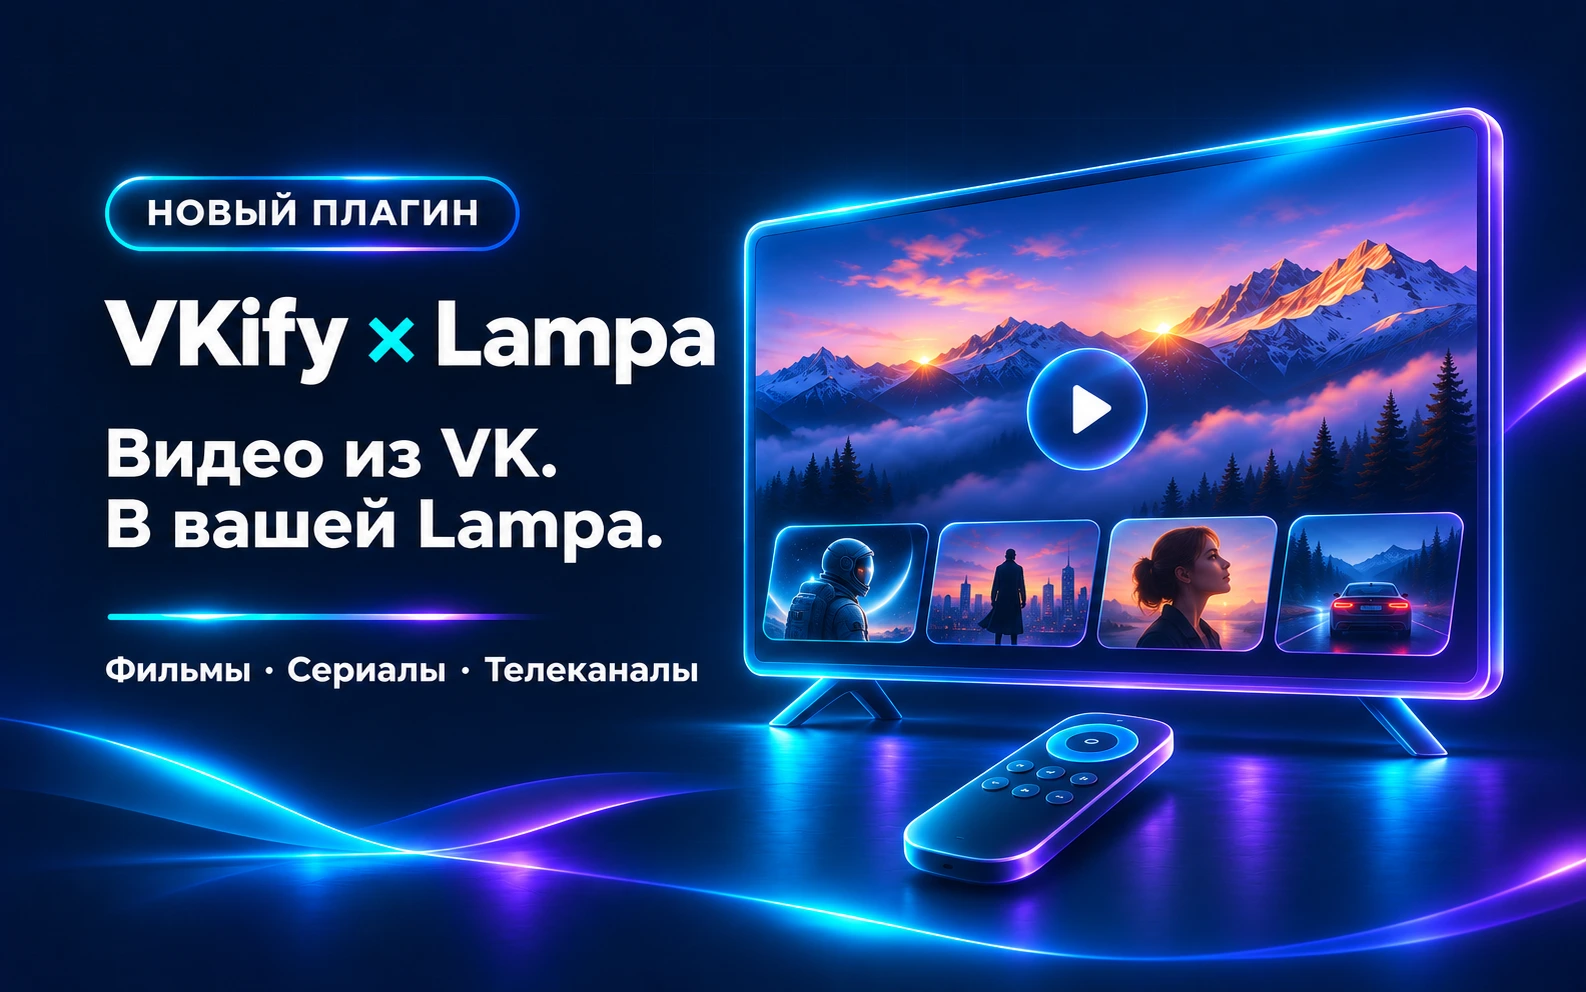 НОВЫЙ ПЛАГИН
VKify × Lampa
Видео из VK.
В вашей Lampa.
Фильмы · Сериалы · Телеканалы